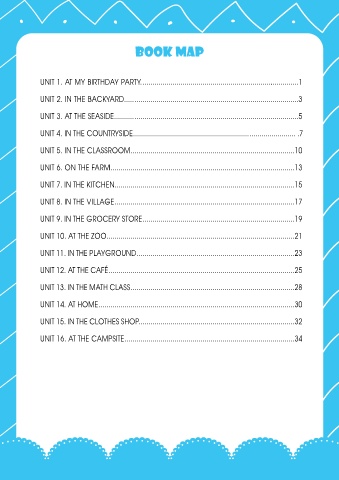 BOOK MAP
UNIT 1. AT MY BIRTHDAY PARTY..........................................................................1
UNIT 2. IN THE BACKYARD..................................................................................3
UNIT 3. AT THE SEASIDE.......................................................................................5
UNIT 4. IN THE COUNTRYSIDE............................................................................ .7
UNIT 5. IN THE CLASSROOM.............................................................................10
UNIT 6. ON THE FARM.......................................................................................13
UNIT 7. IN THE KITCHEN.....................................................................................15
UNIT 8. IN THE VILLAGE.....................................................................................17
UNIT 9. IN THE GROCERY STORE.......................................................................19
UNIT 10. AT THE ZOO.........................................................................................21
UNIT 11. IN THE PLAYGROUND..........................................................................23
UNIT 12. AT THE CAFÉ........................................................................................25
UNIT 13. IN THE MATH CLASS.............................................................................28
UNIT 14. AT HOME............................................................................................30
UNIT 15. IN THE CLOTHES SHOP.........................................................................32
UNIT 16. AT THE CAMPSITE................................................................................34